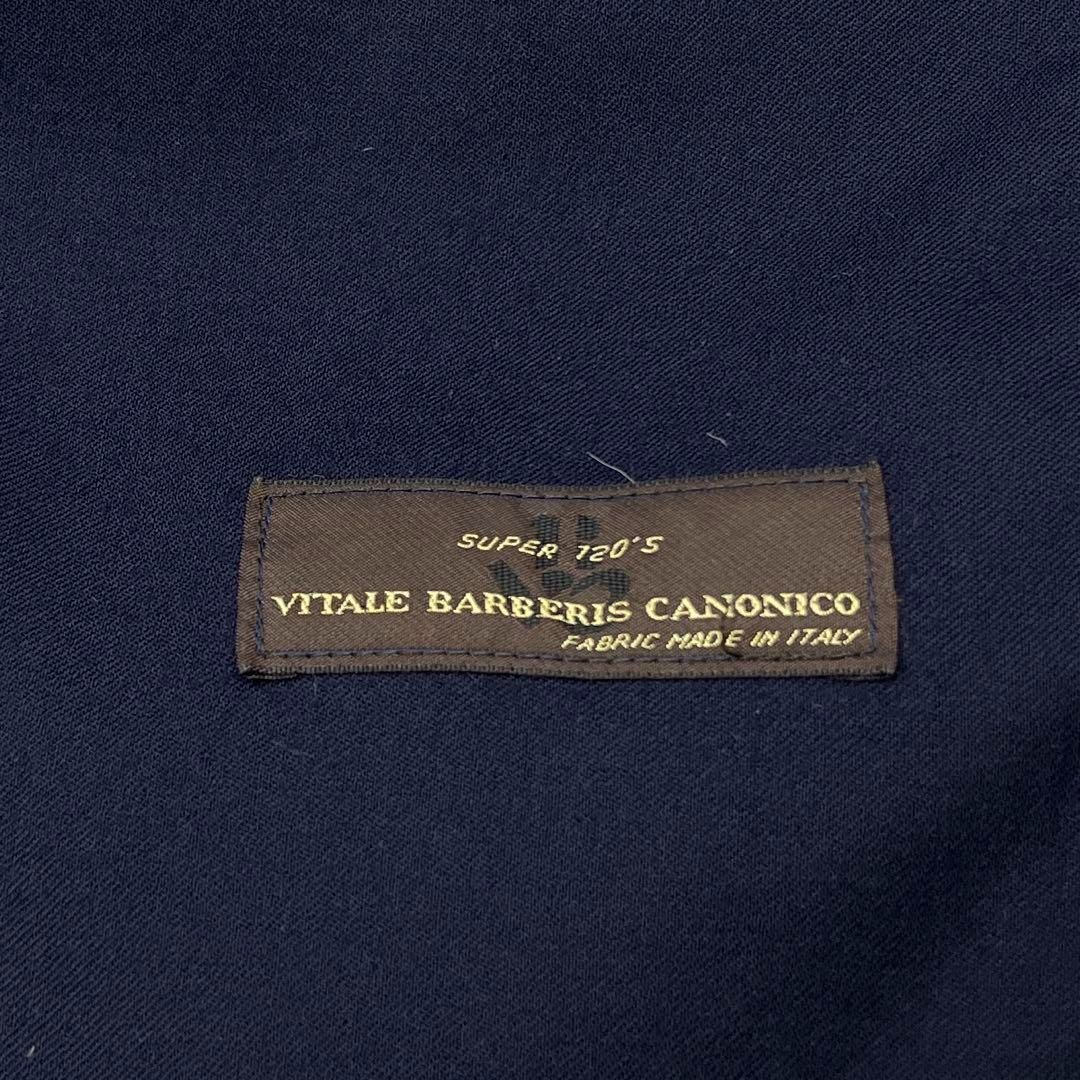 SUPER 120'S
VITALE BARBERIS CANONICO
FABRIC MADE IN ITALY